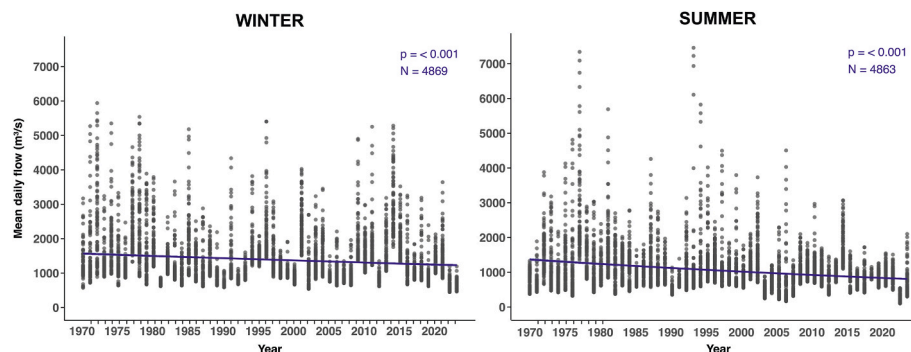 WINTER
p = < 0.001
N = 4869
Mean daily flow (m³/s)
7000
6000
5000
4000
3000
2000
1000
0
1970 1975 1980 1985 1990 1995 2000 2005 2010 2015 2020
Year
SUMMER
p = < 0.001
N = 4863
7000
6000
5000
4000
3000
2000
1000
0
1970 1975 1980 1985 1990 1995 2000 2005 2010 2015 2020
Year